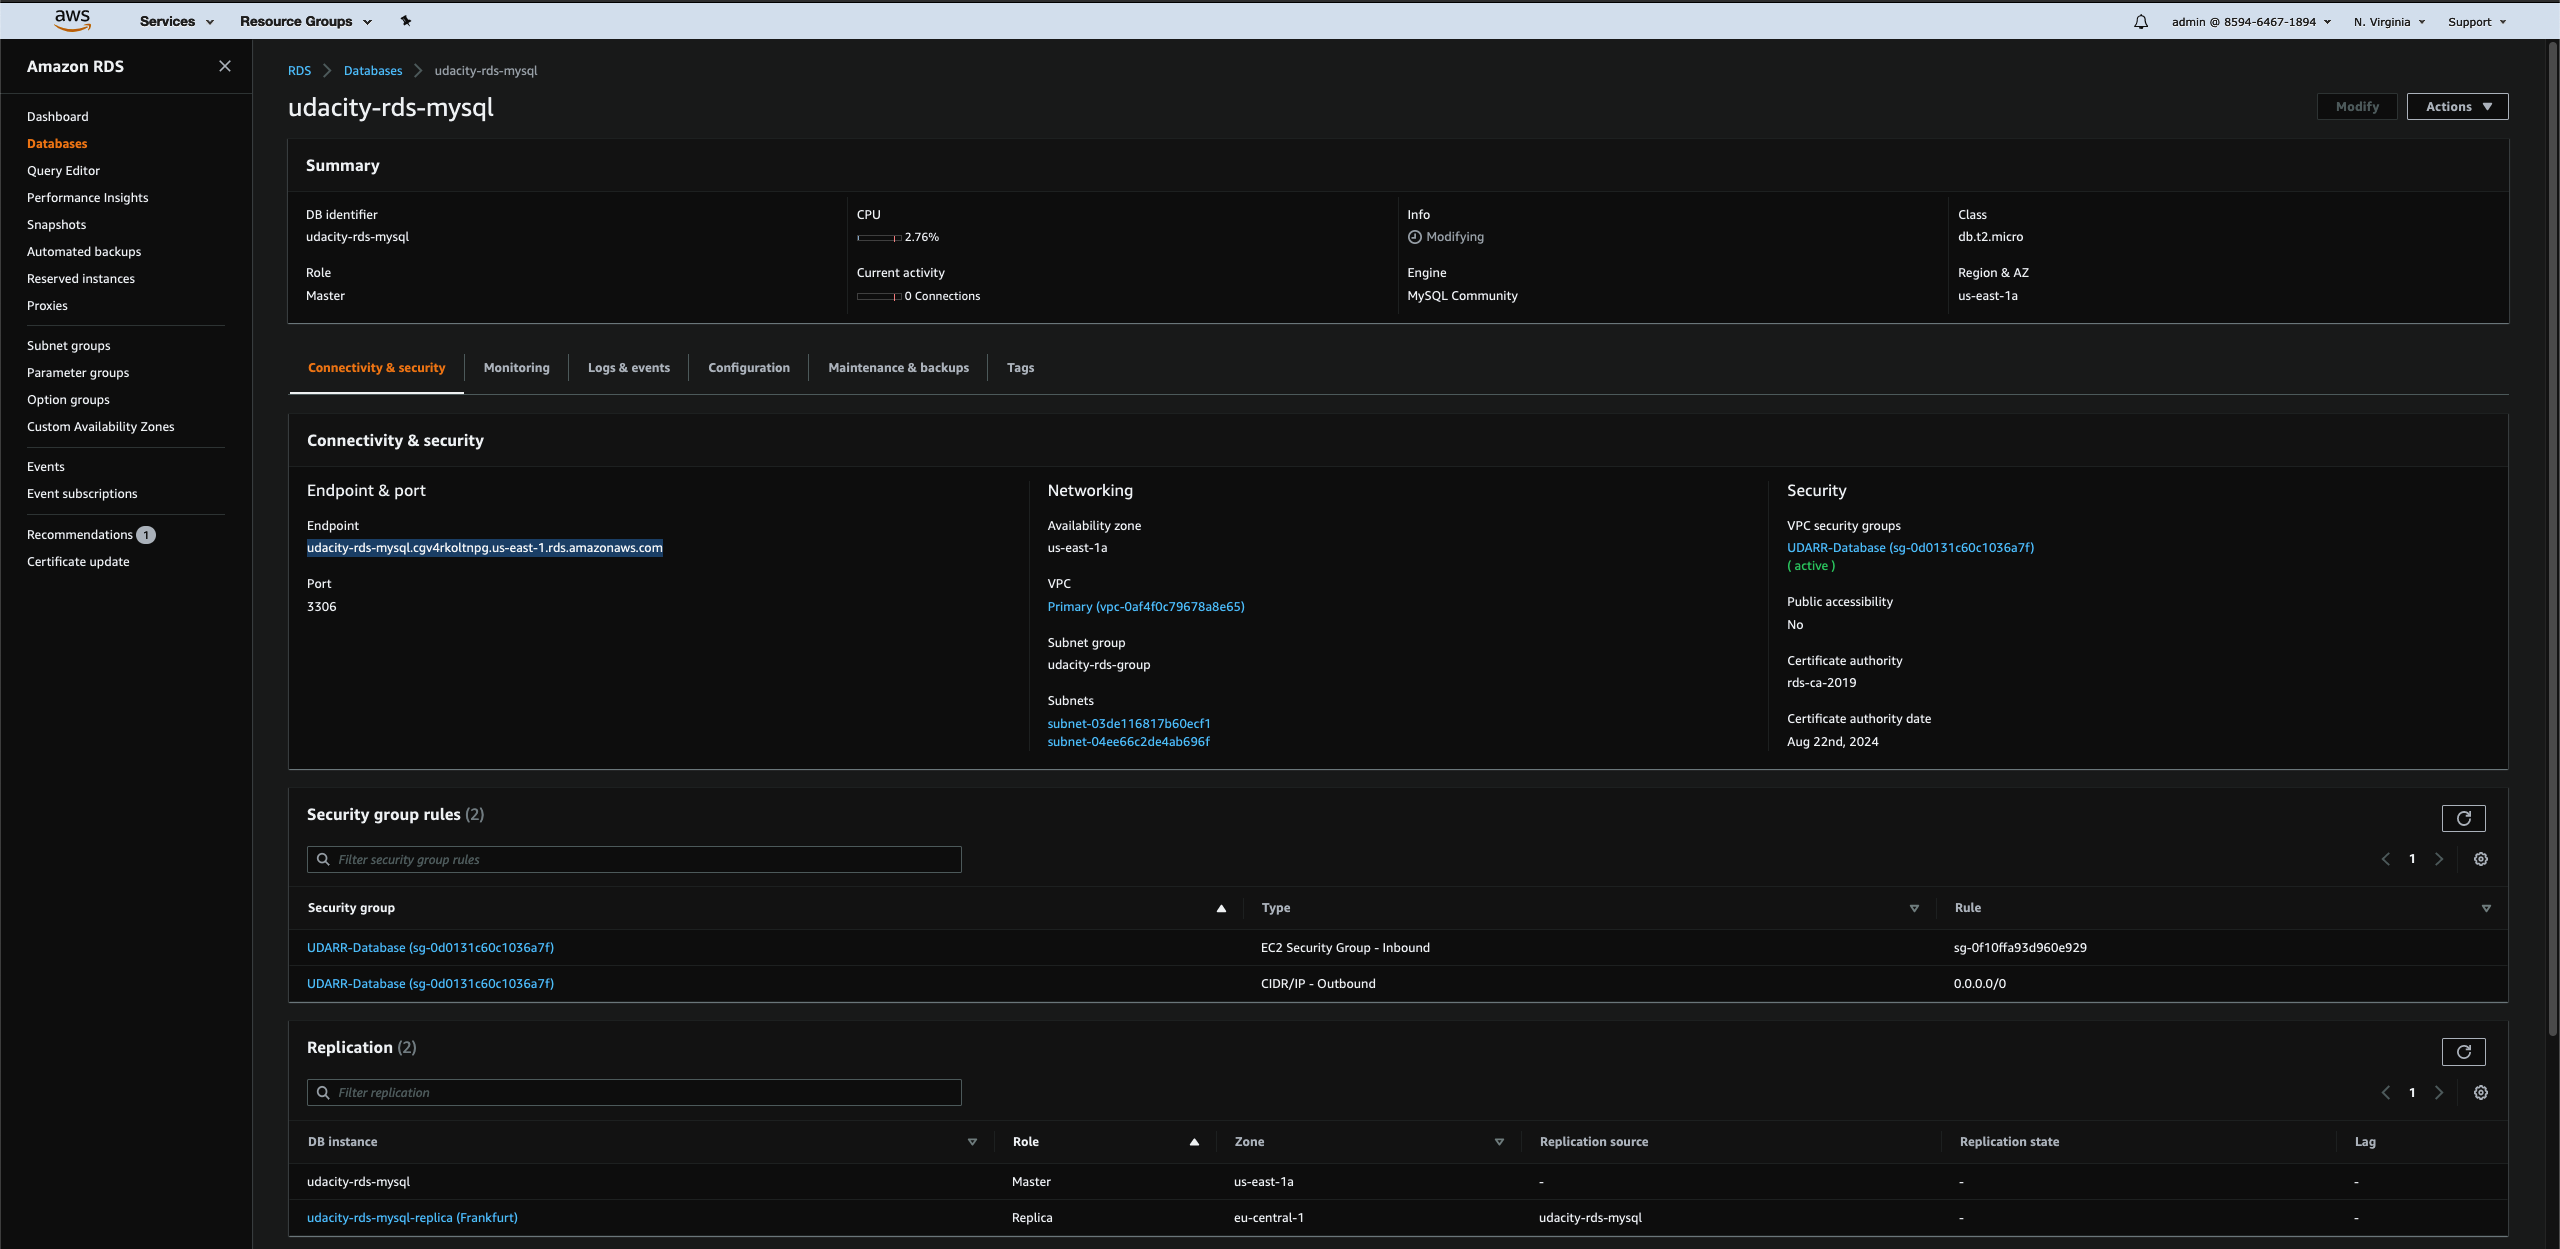 aws Services Resource Groups admin @ 8594-6467-1894 N. Virginia Support
Amazon RDS
Dashboard
Databases
Query Editor
Performance Insights
Snapshots
Automated backups
Reserved instances
Proxies
Subnet groups
Parameter groups
Option groups
Custom Availability Zones
Events
Event subscriptions
Recommendations 1
Certificate update
RDS Databases udacity-rds-mysql
udacity-rds-mysql
Modify Actions
Summary
DB identifier CPU Info Class
udacity-rds-mysql 2.76% Modifying db.t2.micro
Role Current activity Engine Region & AZ
Master 0 Connections MySQL Community us-east-1a
Connectivity & security Monitoring Logs & events Configuration Maintenance & backups Tags
Connectivity & security
Endpoint & port
Endpoint
udacity-rds-mysql.cgv4rkoltnpg.us-east-1.rds.amazonaws.com
Port
3306
Networking
Availability zone
us-east-1a
VPC
Primary (vpc-0af4f0c79678a8e65)
Subnet group
udacity-rds-group
Subnets
subnet-03de116817b60ecf1
subnet-04ee66c2de4ab696f
Security
VPC security groups
UDARR-Database (sg-0d0131c60c1036a7f)
( active )
Public accessibility
No
Certificate authority
rds-ca-2019
Certificate authority date
Aug 22nd, 2024
Security group rules (2)
Filter security group rules
1
Security group Type Rule
UDARR-Database (sg-0d0131c60c1036a7f) EC2 Security Group - Inbound sg-0f10ffa93d960e929
UDARR-Database (sg-0d0131c60c1036a7f) CIDR/IP - Outbound 0.0.0.0/0
Replication (2)
Filter replication
1
DB instance Role Zone Replication source Replication state Lag
udacity-rds-mysql Master us-east-1a - - -
udacity-rds-mysql-replica (Frankfurt) Replica eu-central-1 udacity-rds-mysql - -